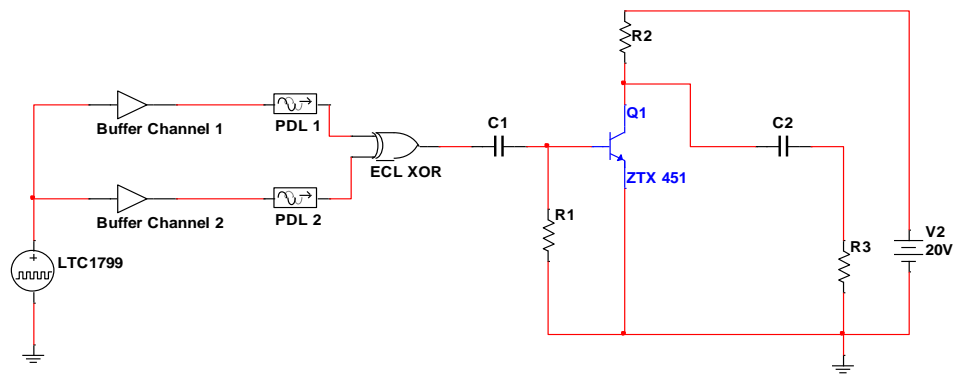 R2
Buffer Channel 1
PDL 1
Q1
C1
C2
ECL XOR
ZTX 451
Buffer Channel 2
PDL 2
R1
V2
20V
R3
LTC1799